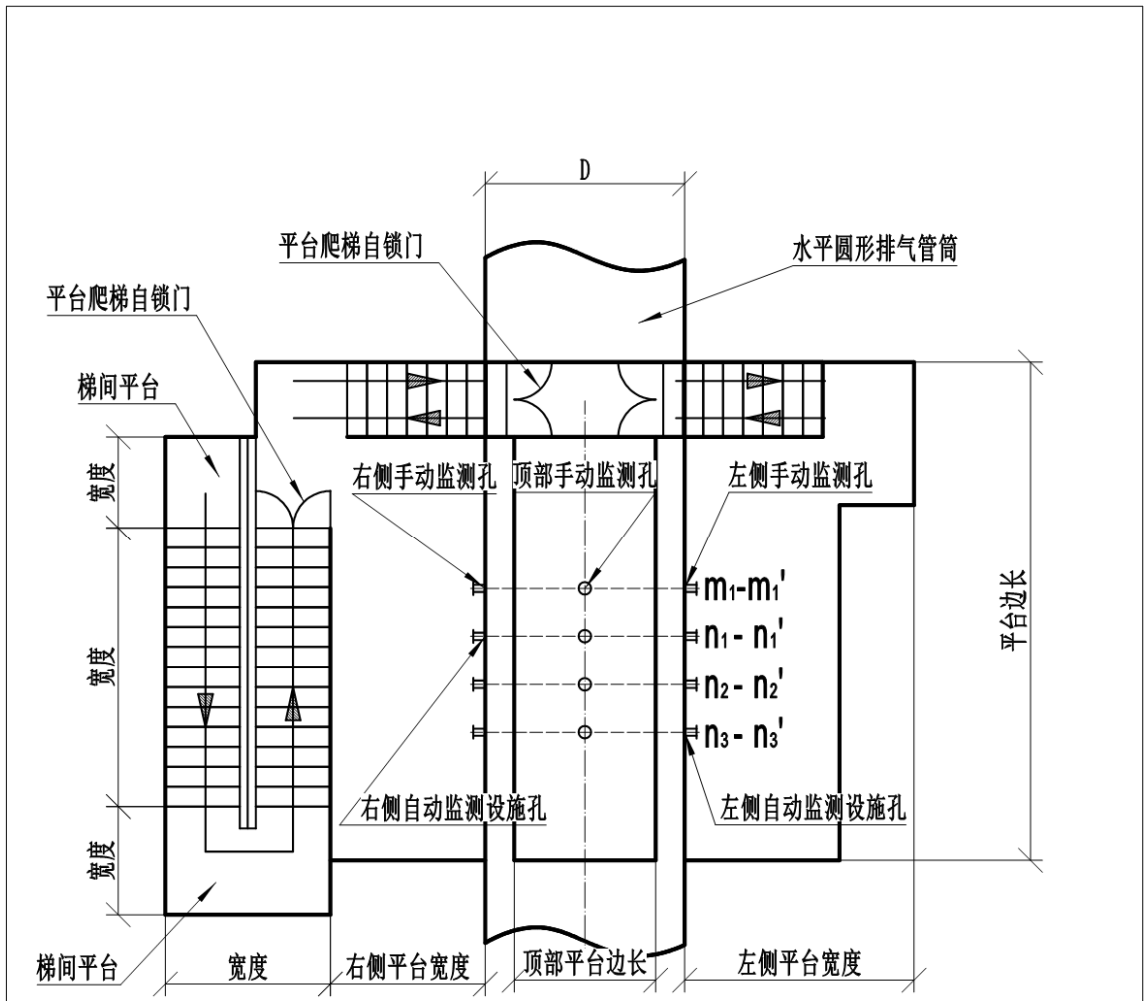 D
平台爬梯自锁门
水平圆形排气管筒
平台爬梯自锁门
梯间平台
宽度
右侧手动监测孔
顶部手动监测孔
左侧手动监测孔
m₁-m₁'
n₁ - n₁'
n₂ - n₂'
n₃ - n₃'
宽度
平台边长
右侧自动监测设施孔
左侧自动监测设施孔
宽度
梯间平台
宽度
右侧平台宽度
顶部平台边长
左侧平台宽度